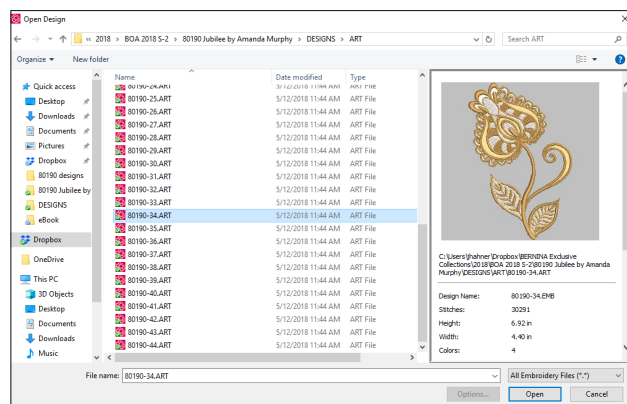 Open Design
« 2018 › BOA 2018 S-2 › 80190 Jubilee by Amanda Murphy › DESIGNS › ART
Search ART
Organize New folder
Name Date modified Type
80190-24.ART 5/12/2018 11:44 AM ART File
80190-25.ART 5/12/2018 11:44 AM ART File
80190-26.ART 5/12/2018 11:44 AM ART File
80190-27.ART 5/12/2018 11:44 AM ART File
80190-28.ART 5/12/2018 11:44 AM ART File
80190-29.ART 5/12/2018 11:44 AM ART File
80190-30.ART 5/12/2018 11:44 AM ART File
80190-31.ART 5/12/2018 11:44 AM ART File
80190-32.ART 5/12/2018 11:44 AM ART File
80190-33.ART 5/12/2018 11:44 AM ART File
80190-34.ART 5/12/2018 11:44 AM ART File
80190-35.ART 5/12/2018 11:44 AM ART File
80190-36.ART 5/12/2018 11:44 AM ART File
80190-37.ART 5/12/2018 11:44 AM ART File
80190-38.ART 5/12/2018 11:44 AM ART File
80190-39.ART 5/12/2018 11:44 AM ART File
80190-40.ART 5/12/2018 11:44 AM ART File
80190-41.ART 5/12/2018 11:44 AM ART File
80190-42.ART 5/12/2018 11:44 AM ART File
80190-43.ART 5/12/2018 11:44 AM ART File
80190-44.ART 5/12/2018 11:44 AM ART File
Quick access
Desktop
Downloads
Documents
Pictures
Dropbox
80190 designs
80190 Jubilee by
DESIGNS
eBook
Dropbox
OneDrive
This PC
3D Objects
Desktop
Documents
Downloads
Music
C:\Users\jhahner\Dropbox\BERNINA Exclusive
Collections\2018\BOA 2018 S-2\80190 Jubilee by Amanda
Murphy\DESIGNS\ART\80190-34.ART
Design Name: 80190-34.EMB
Stitches: 30291
Height: 6.92 in
Width: 4.40 in
Colors: 4
File name: 80190-34.ART
All Embroidery Files (*.*)
Options... Open Cancel